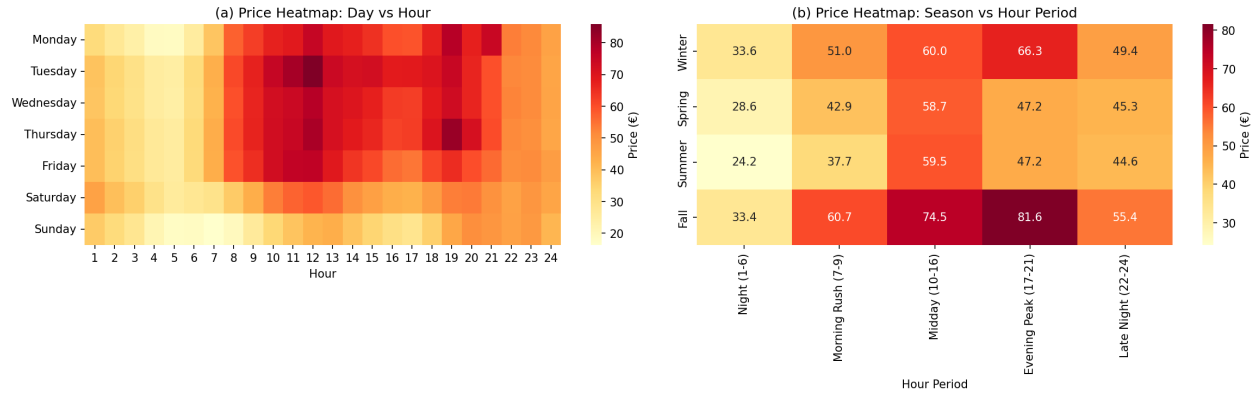 (a) Price Heatmap: Day vs Hour
Monday
Tuesday
Wednesday
Thursday
Friday
Saturday
Sunday
1 2 3 4 5 6 7 8 9 10 11 12 13 14 15 16 17 18 19 20 21 22 23 24
Hour
80
70
60
50
40
30
20
Price (€)
(b) Price Heatmap: Season vs Hour Period
Winter 33.6 51.0 60.0 66.3 49.4
Spring 28.6 42.9 58.7 47.2 45.3
Summer 24.2 37.7 59.5 47.2 44.6
Fall 33.4 60.7 74.5 81.6 55.4
Night (1-6)
Morning Rush (7-9)
Midday (10-16)
Evening Peak (17-21)
Late Night (22-24)
Hour Period
80
70
60
50
40
30
Price (€)